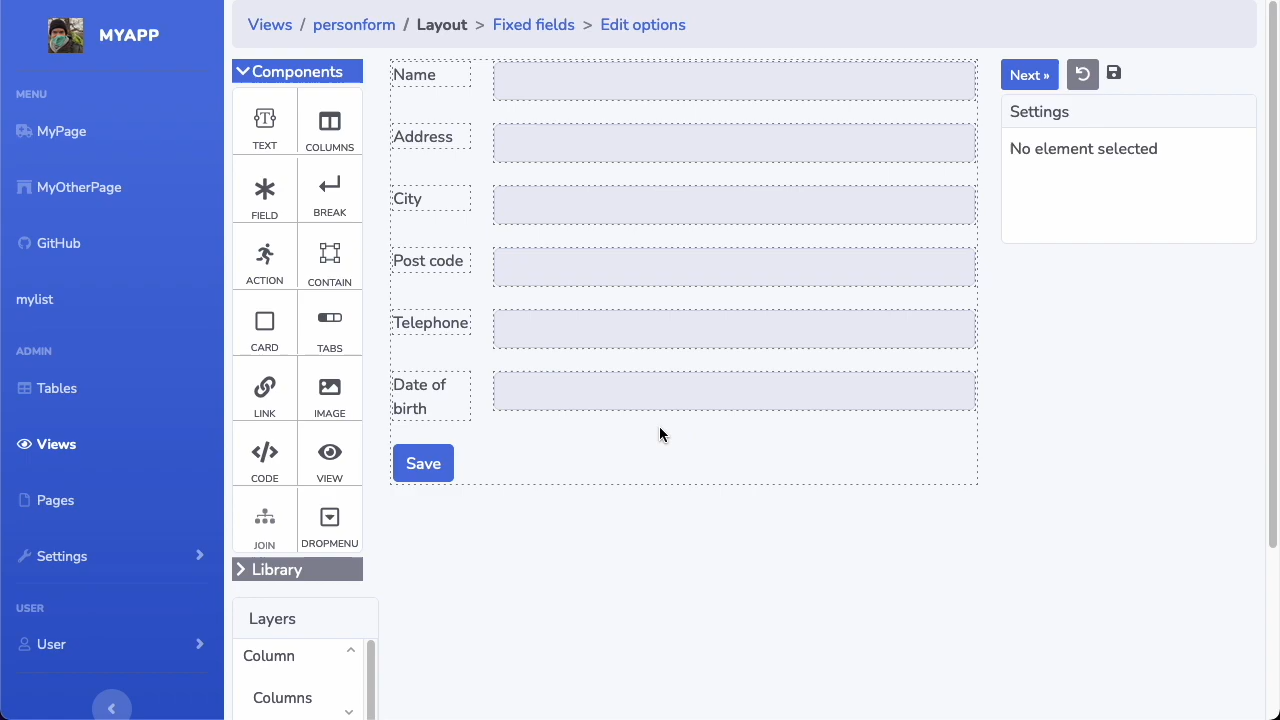 MYAPP
MENU
MyPage
MyOtherPage
GitHub
mylist
ADMIN
Tables
Views
Pages
Settings
USER
User
Views / personform / Layout > Fixed fields > Edit options
Components
TEXT
COLUMNS
FIELD
BREAK
ACTION
CONTAIN
CARD
TABS
LINK
IMAGE
CODE
VIEW
JOIN
DROPMENU
Library
Layers
Column
Columns
Name
Address
City
Post code
Telephone
Date of
birth
Save
Next »
Settings
No element selected